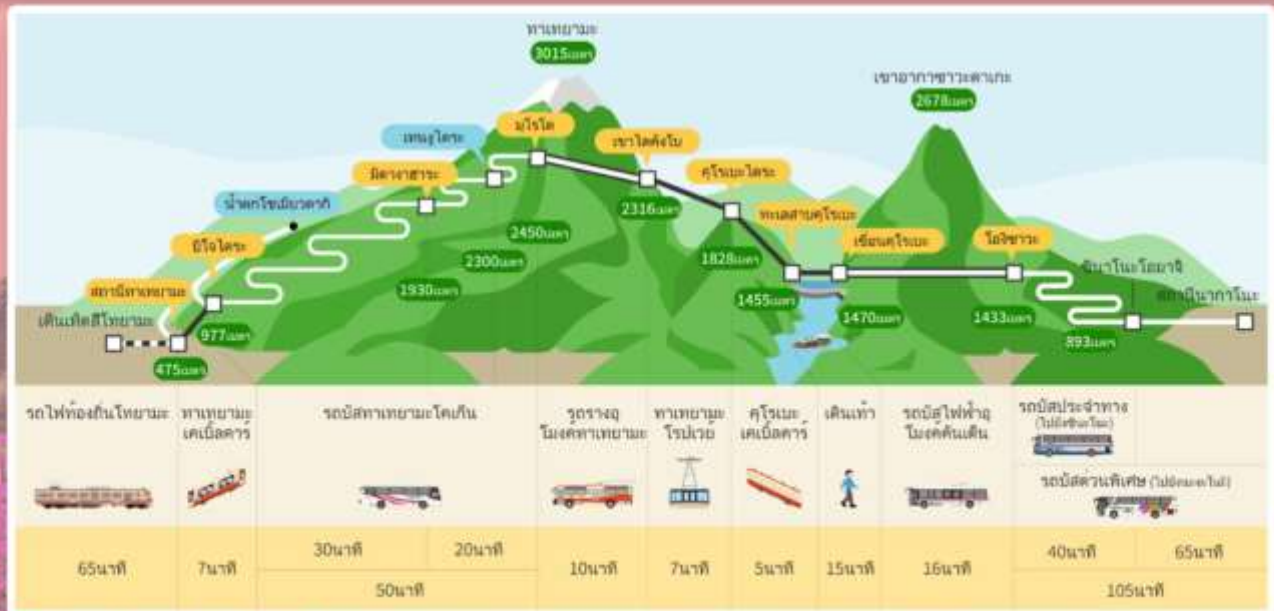 ทาเทยามะ
3015เมตร
เขาอากาซาวะดาเกะ
2678เมตร
มุโรโด
เทนงูไดระ
เขาไดคังโบ
มิดางาฮาระ
คุโรเบะไดระ
น้ำตกโชเมียวดากิ
2316เมตร
ทะเลสาบคุโรเบะ
บิโจไดระ
2450เมตร
เขื่อนคุโรเบะ
โอกิซาวะ
2300เมตร
1828เมตร
ชินาโนะโอมาจิ
สถานีทาเทยามะ
1930เมตร
1455เมตร
สถานีนากาโนะ
เด็นเท็ตสึโทยามะ
977เมตร
1470เมตร
1433เมตร
893เมตร
475เมตร
รถไฟท้องถิ่นโทยามะ
ทาเทยามะ
เคเบิ้ลคาร์
รถบัสทาเทยามะโคเก็น
รถรางอุ
โมงค์ทาเทยามะ
ทาเทยามะ
โรปเวย์
คุโรเบะ
เคเบิ้ลคาร์
เดินเท้า
รถบัสไฟฟ้าอุ
โมงค์คันเด็น
รถบัสประจำทาง
รถบัสด่วนพิเศษ
65นาที
7นาที
30นาที
20นาที
50นาที
10นาที
7นาที
5นาที
15นาที
16นาที
40นาที
65นาที
105นาที